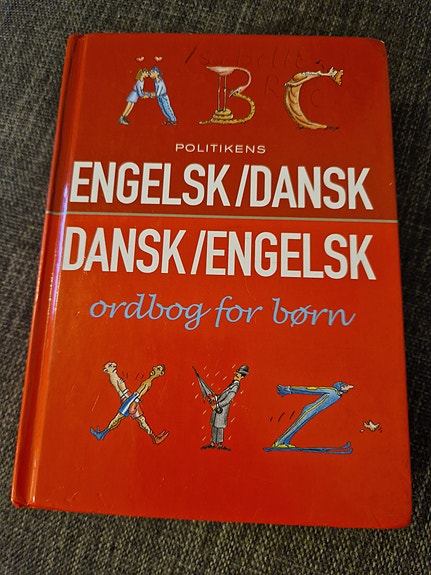 ABC
POLITIKENS
ENGELSK/DANSK
DANSK/ENGELSK
ordbog for børn
XYZ